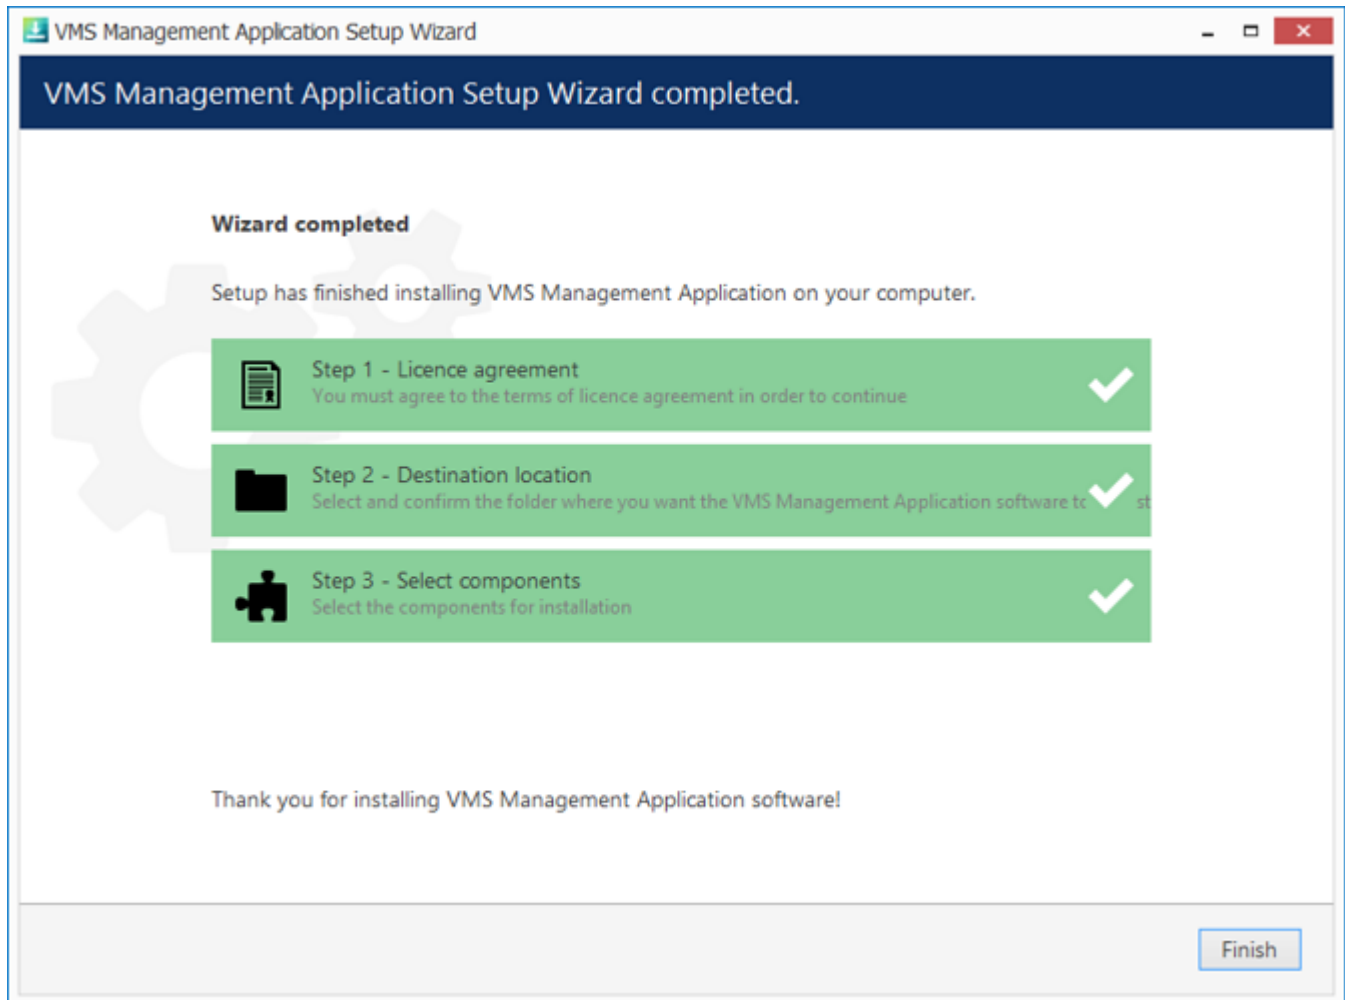 VMS Management Application Setup Wizard
VMS Management Application Setup Wizard completed.
Wizard completed
Setup has finished installing VMS Management Application on your computer.
Step 1 - Licence agreement
You must agree to the terms of licence agreement in order to continue
Step 2 - Destination location
Select and confirm the folder where you want the VMS Management Application software
Step 3 - Select components
Select the components for installation
Thank you for installing VMS Management Application software!
Finish